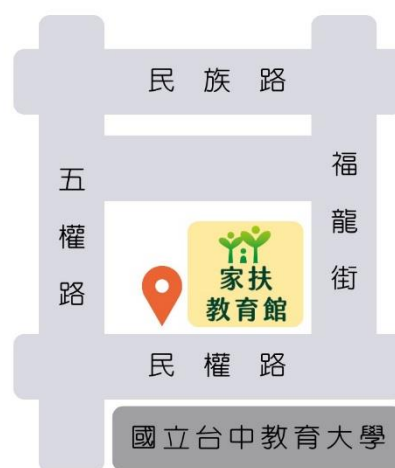 民族路
五權路
福龍街
家扶
教育館
民權路
國立台中教育大學